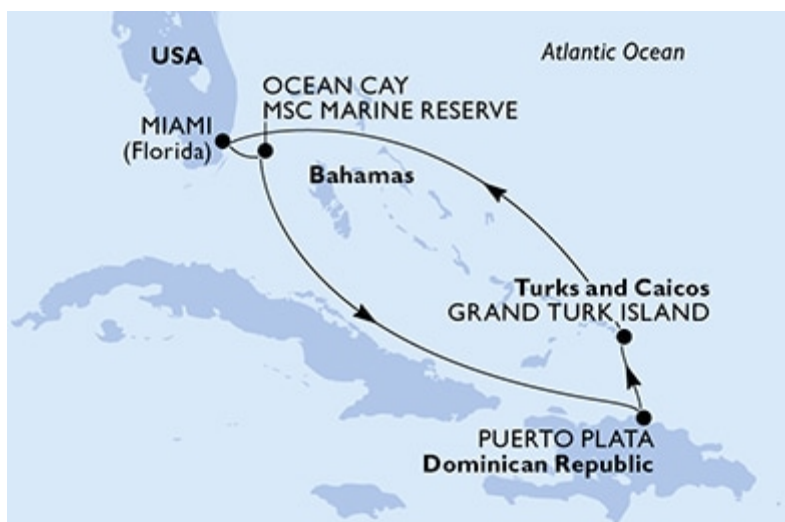 USA
Atlantic Ocean
OCEAN CAY
MSC MARINE RESERVE
MIAMI
(Florida)
Bahamas
Turks and Caicos
GRAND TURK ISLAND
PUERTO PLATA
Dominican Republic